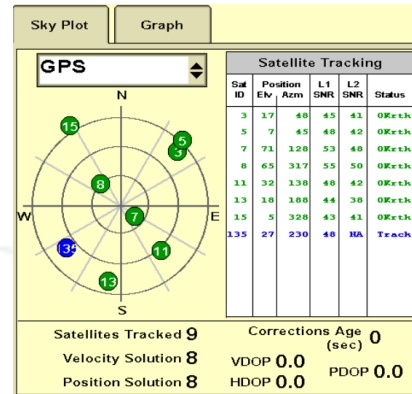 Sky Plot Graph
GPS
Satellite Tracking
Sat ID Position Elv Azm L1 SNR L2 SNR Status
3 17 48 45 41 OKrtk
5 7 45 48 42 OKrtk
7 71 128 53 48 OKrtk
8 65 317 55 50 OKrtk
11 32 138 48 42 OKrtk
13 18 188 44 38 OKrtk
15 5 328 43 41 OKrtk
135 27 230 48 NA Track
N
15
5
3
8
W
7
E
135
11
13
S
Satellites Tracked 9
Velocity Solution 8
Position Solution 8
Corrections Age (sec) 0
VDOP 0.0
HDOP 0.0
PDOP 0.0